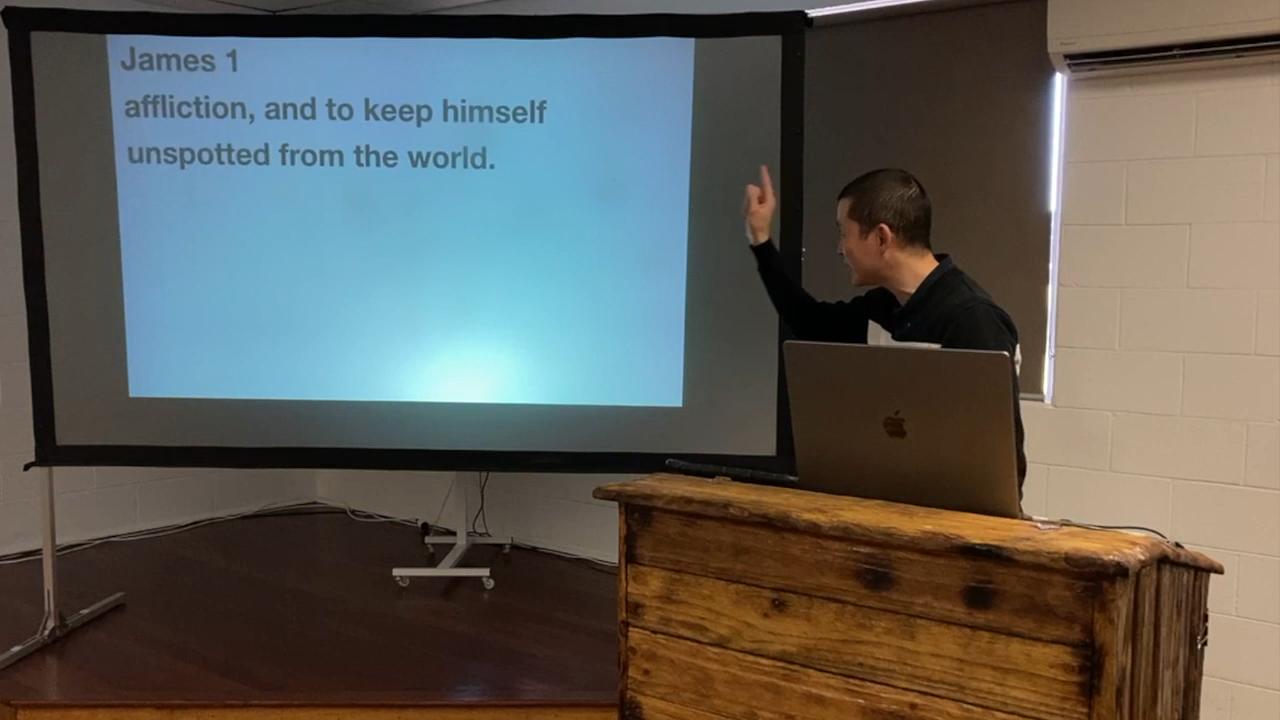 James 1
affliction, and to keep himself
unspotted from the world.